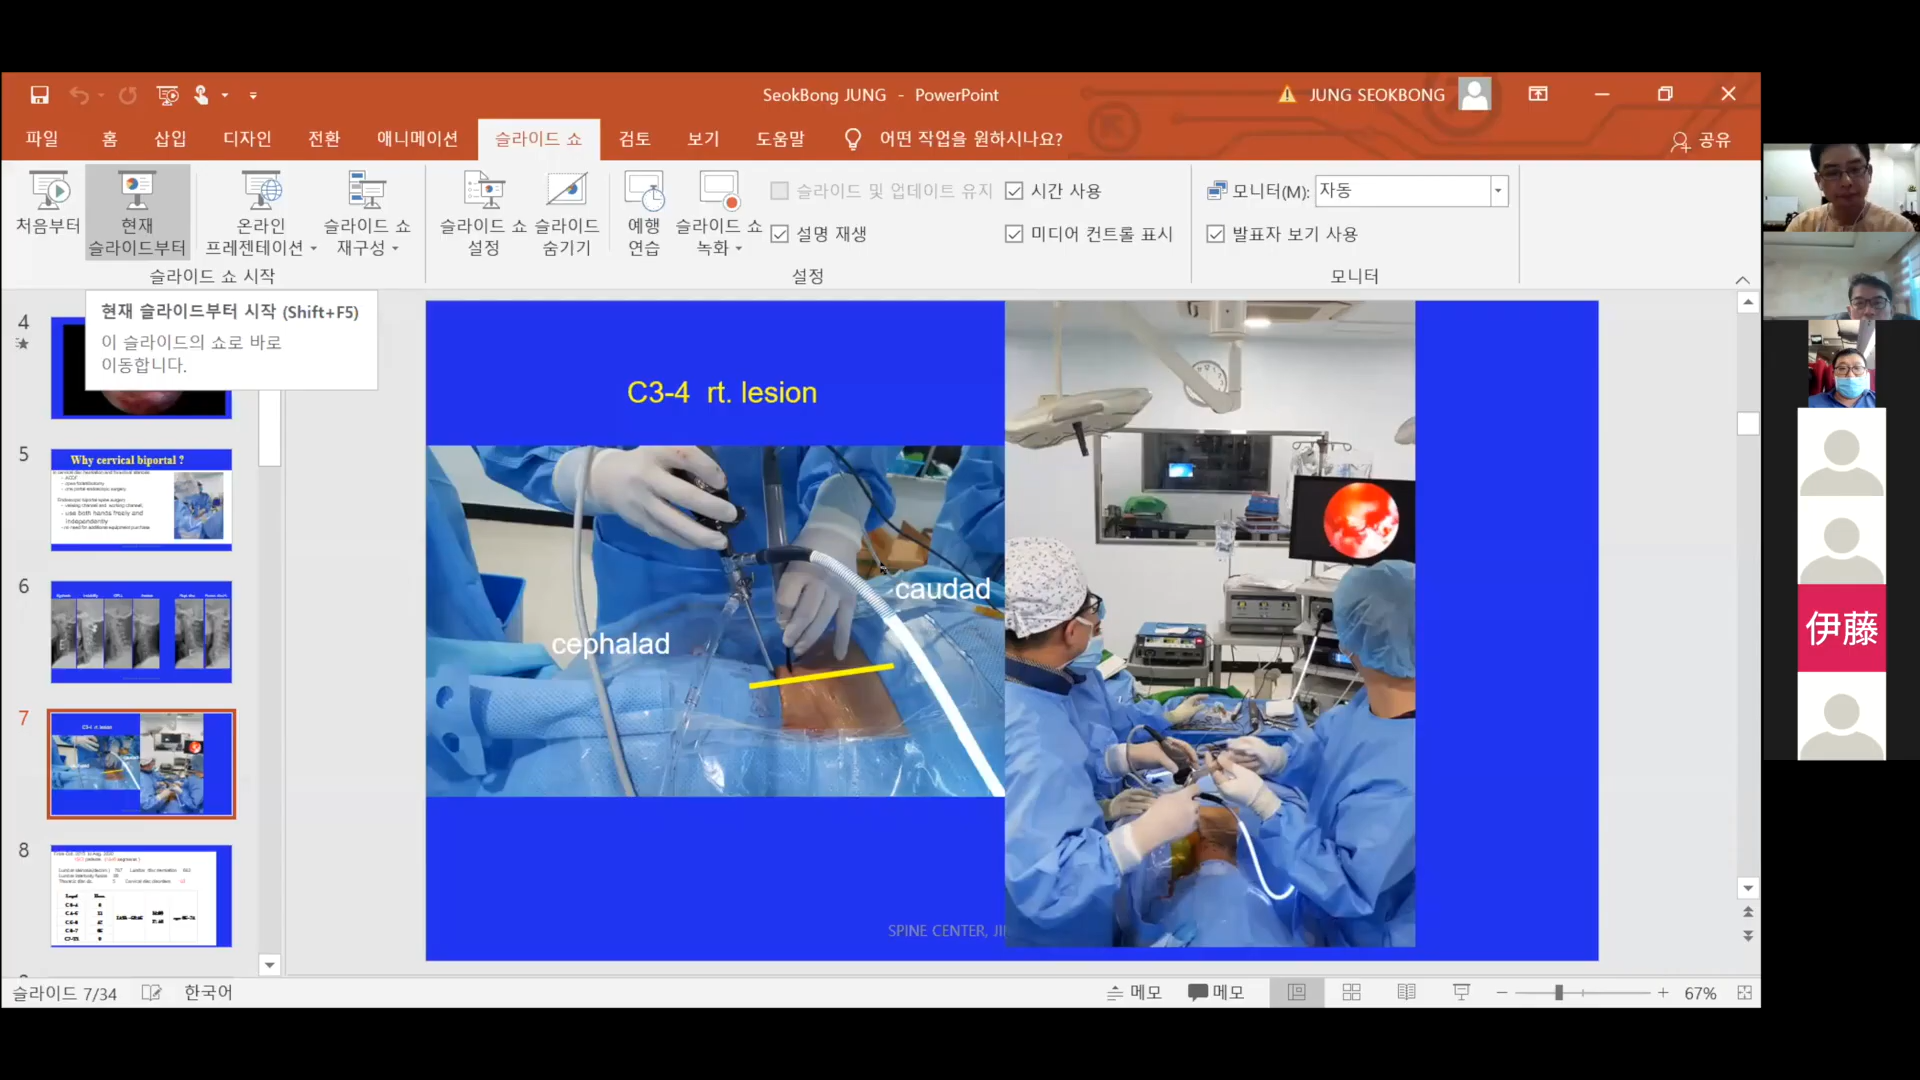 SeokBong JUNG - PowerPoint
JUNG SEOKBONG
파일 홈 삽입 디자인 전환 애니메이션 슬라이드 쇼 검토 보기 도움말 어떤 작업을 원하시나요? 공유
처음부터
현재 슬라이드부터
온라인 프레젠테이션
슬라이드 쇼 재구성
슬라이드 쇼 시작
슬라이드 쇼 설정
슬라이드 숨기기
예행 연습
슬라이드 쇼 녹화
슬라이드 및 업데이트 유지
시간 사용
설명 재생
미디어 컨트롤 표시
설정
모니터(M): 자동
발표자 보기 사용
모니터
현재 슬라이드부터 시작 (Shift+F5)
이 슬라이드의 쇼로 바로
이동합니다.
4
5
Why cervical biportal ?
use both hands freely and
independently
6
7
C3-4 rt. lesion
8
C3-4 rt. lesion
cephalad
caudad
SPINE CENTER, JI
伊藤
슬라이드 7/34
한국어
메모
메모
67%